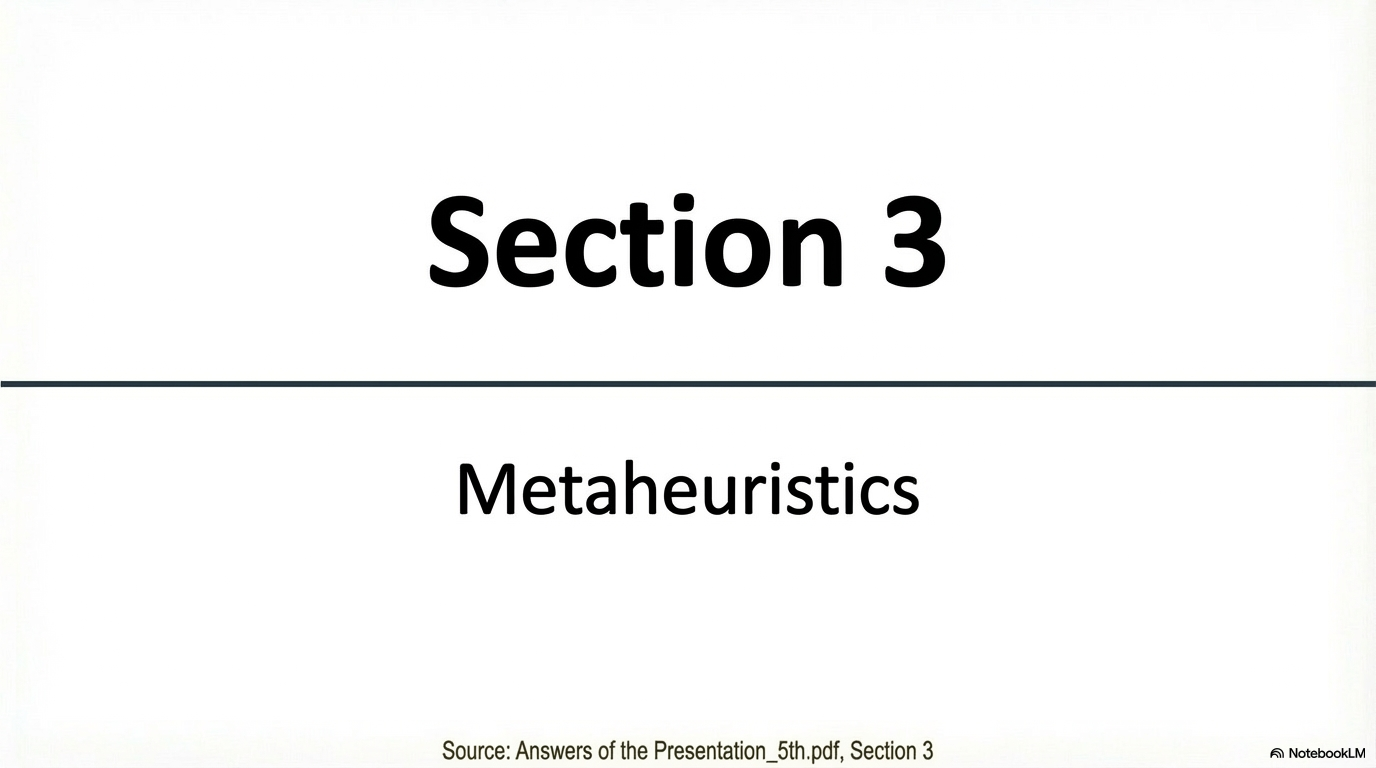 Section 3
Metaheuristics
Source: Answers of the Presentation_5th.pdf, Section 3
NotebookLM